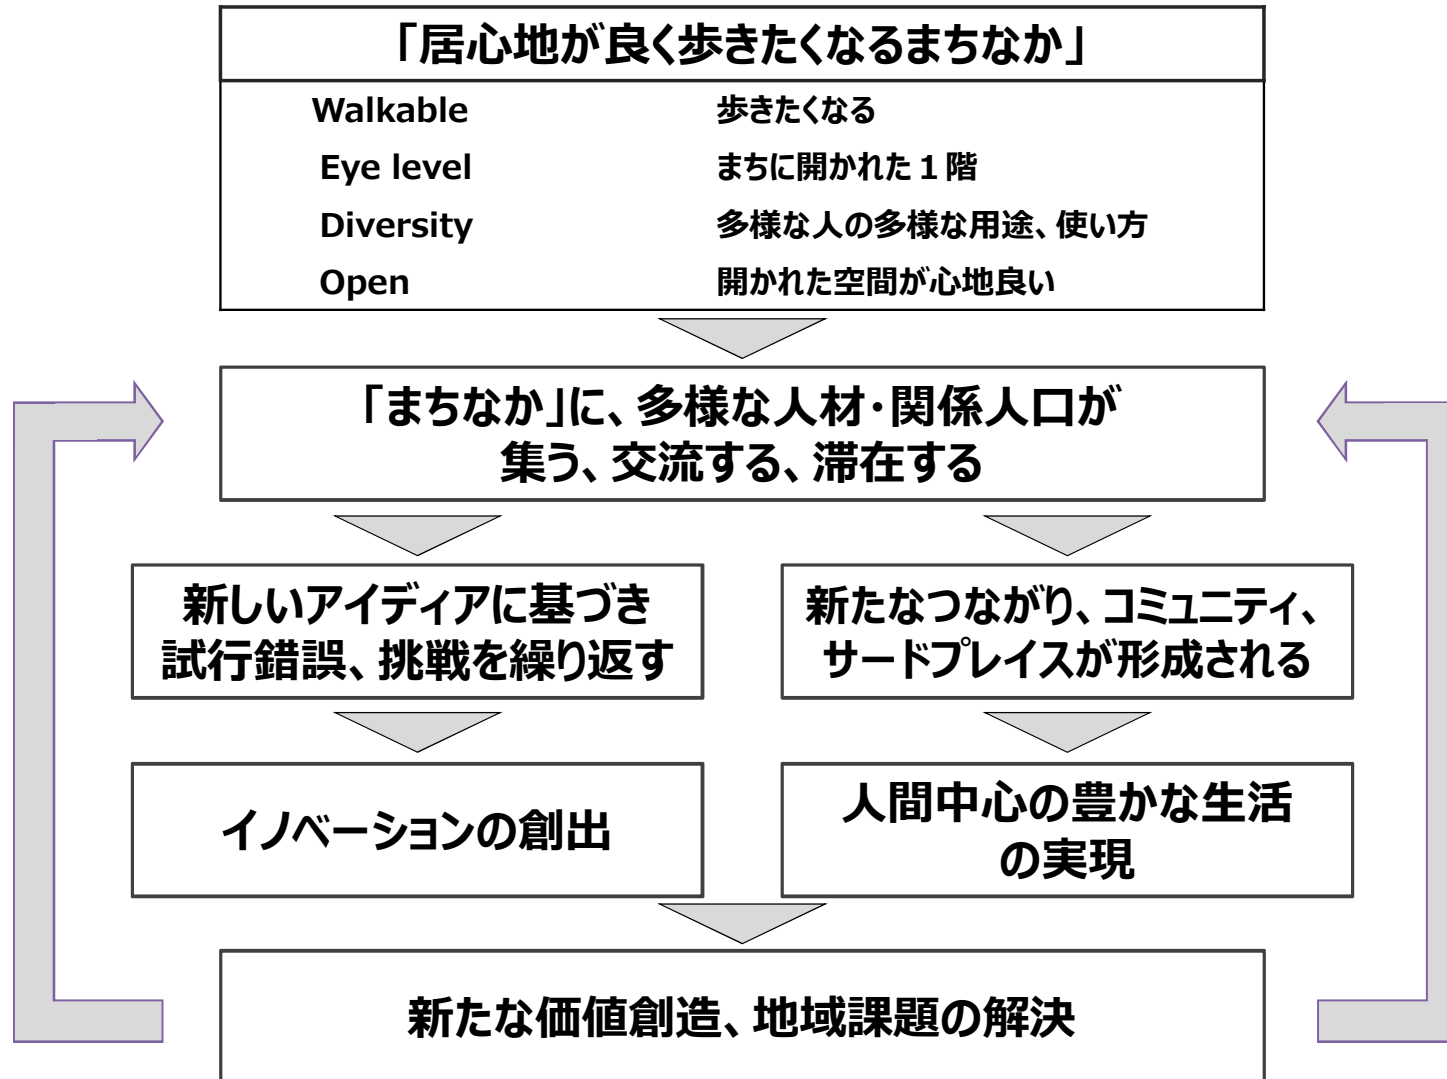 「居心地が良く歩きたくなるまちなか」
Walkable 歩きたくなる
Eye level まちに開かれた１階
Diversity 多様な人の多様な用途、使い方
Open 開かれた空間が心地良い
「まちなか」に、多様な人材・関係人口が
集う、交流する、滞在する
新しいアイディアに基づき
試行錯誤、挑戦を繰り返す
新たなつながり、コミュニティ、
サードプレイスが形成される
イノベーションの創出
人間中心の豊かな生活
の実現
新たな価値創造、地域課題の解決